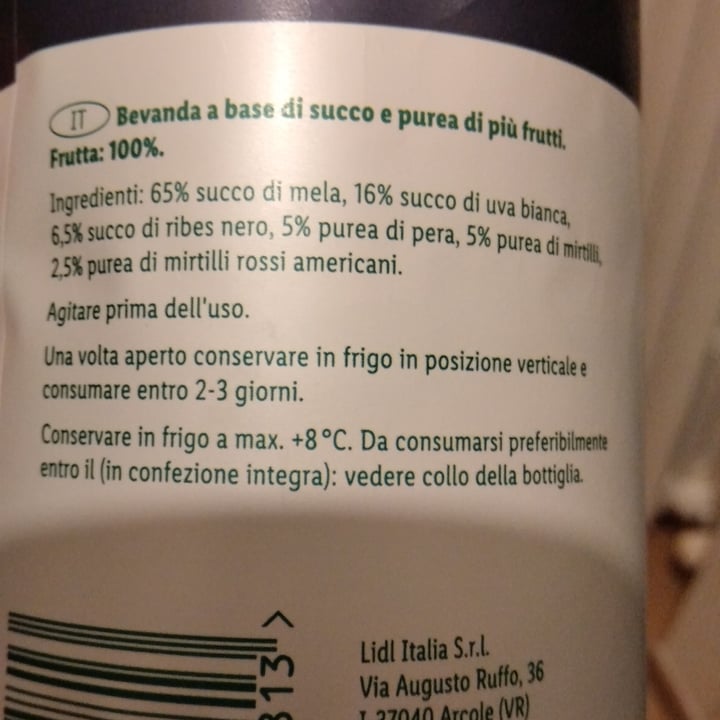 IT Bevanda a base di succo e purea di più frutti.
Frutta: 100%.
Ingredienti: 65% succo di mela, 16% succo di uva bianca,
6,5% succo di ribes nero, 5% purea di pera, 5% purea di mirtilli,
2,5% purea di mirtilli rossi americani.
Agitare prima dell'uso.
Una volta aperto conservare in frigo in posizione verticale e
consumare entro 2-3 giorni.
Conservare in frigo a max. +8 °C. Da consumarsi preferibilmente
entro il (in confezione integra): vedere collo della bottiglia.
813 >
Lidl Italia S.r.l.
Via Augusto Ruffo, 36
I-37040 Arcole (VR)